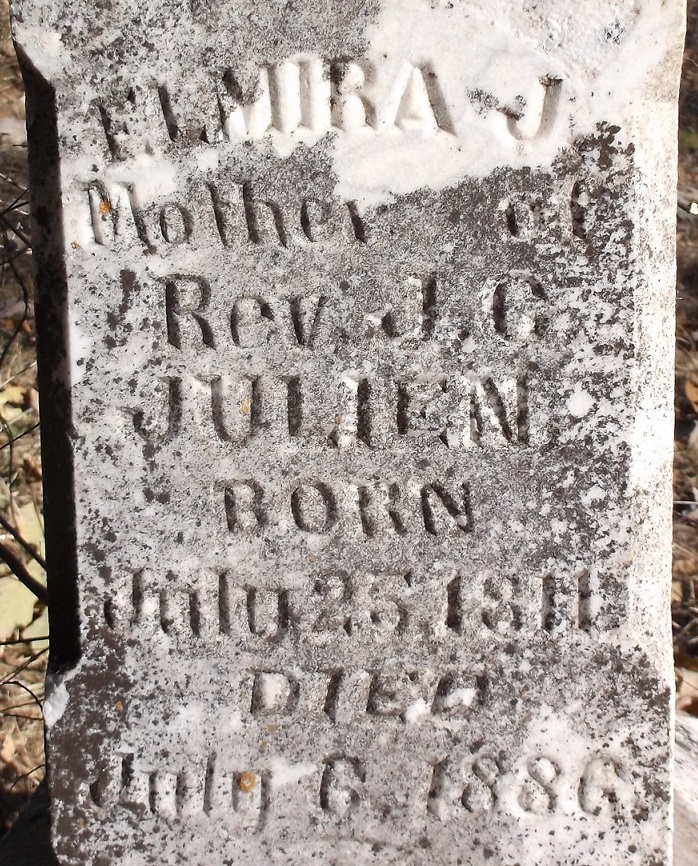 ELMIRA J
Mother of
Rev. J. C
JULIEN
BORN
July 25, 1811
DIED
July 6 1886